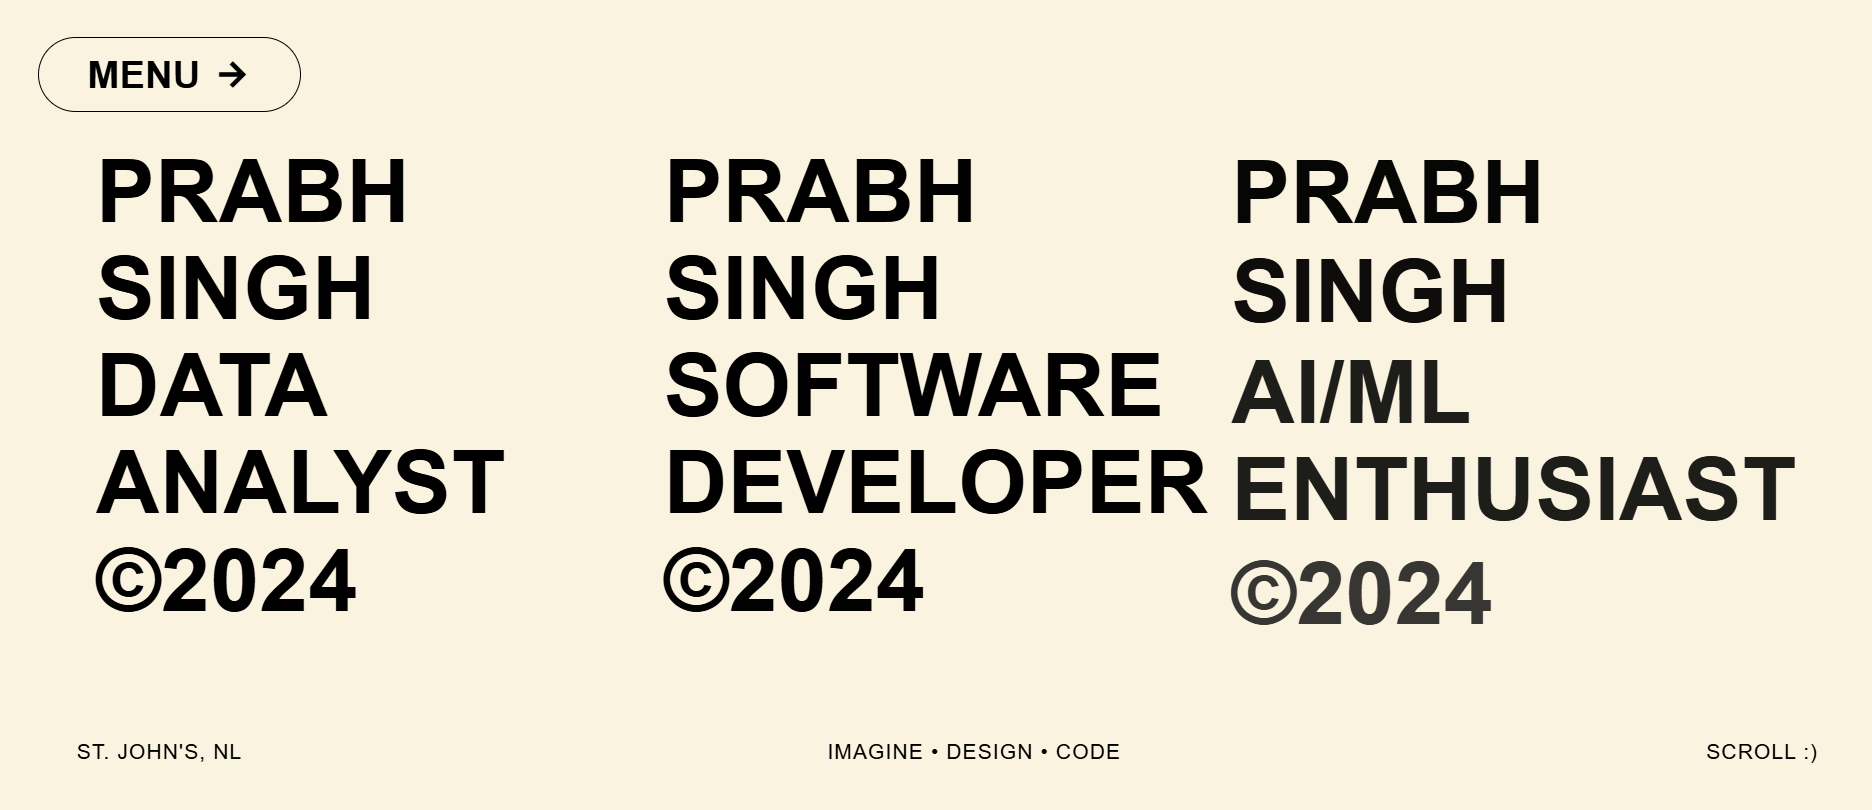 MENU →
PRABH
SINGH
DATA
ANALYST
©2024
PRABH
SINGH
SOFTWARE
DEVELOPER
©2024
PRABH
SINGH
AI/ML
ENTHUSIAST
©2024
ST. JOHN'S, NL
IMAGINE • DESIGN • CODE
SCROLL :)